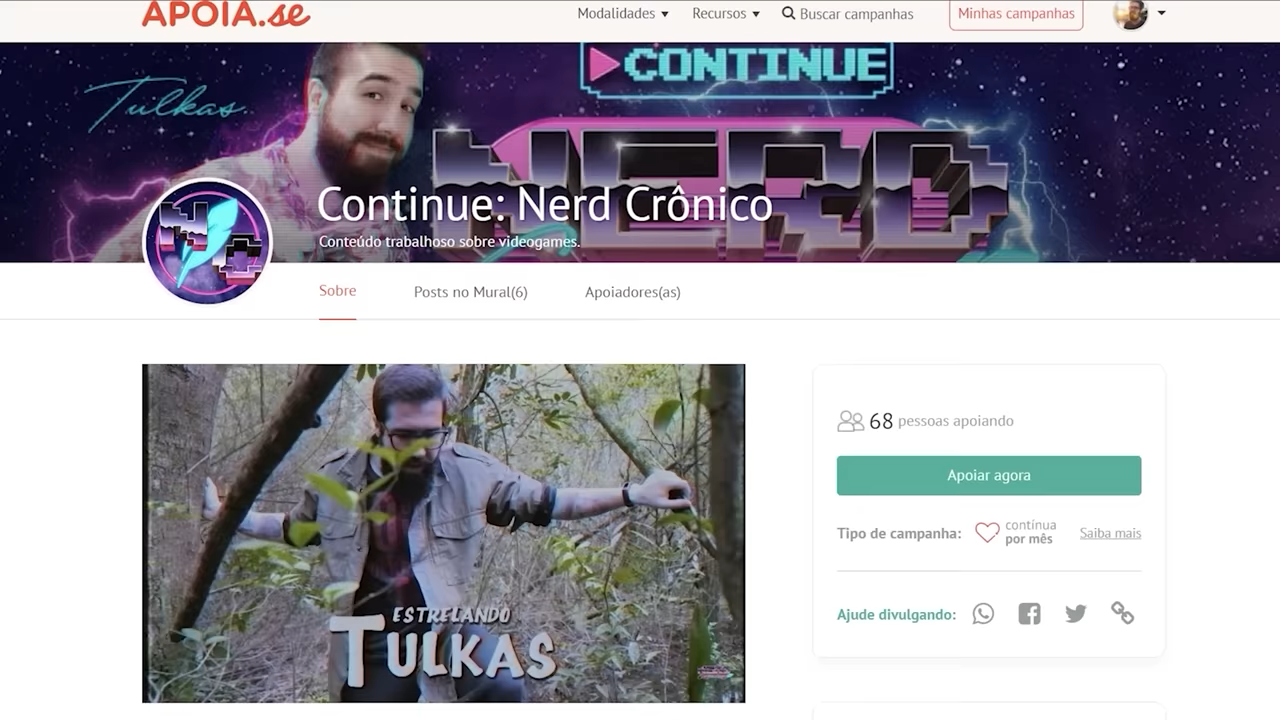 APOIA.se
Modalidades
Recursos
Buscar campanhas
Minhas campanhas
Tulkas
CONTINUE
NERD
Continue: Nerd Crônico
Conteúdo trabalhoso sobre videogames.
Sobre
Posts no Mural(6)
Apoiadores(as)
ESTRELANDO
TULKAS
68 pessoas apoiando
Apoiar agora
Tipo de campanha:
contínua
por mês
Saiba mais
Ajude divulgando: